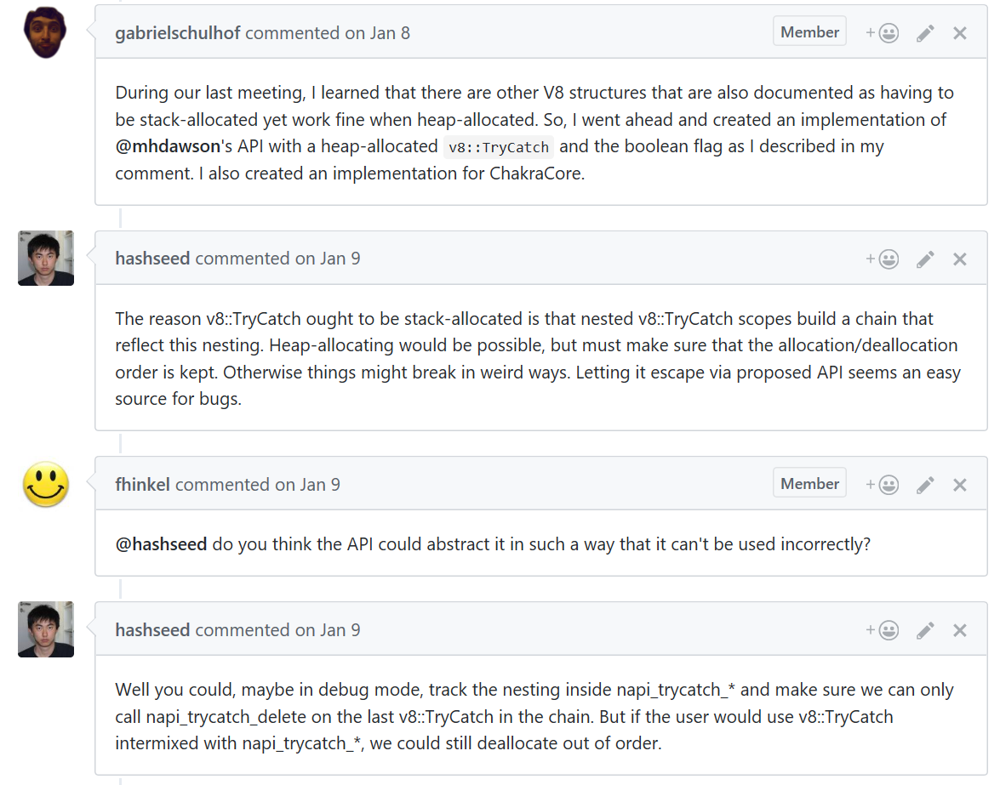 gabrielschulhof commented on Jan 8
Member
During our last meeting, I learned that there are other V8 structures that are also documented as having to
be stack-allocated yet work fine when heap-allocated. So, I went ahead and created an implementation of
@mhdawson's API with a heap-allocated v8::TryCatch and the boolean flag as I described in my
comment. I also created an implementation for ChakraCore.
hashseed commented on Jan 9
The reason v8::TryCatch ought to be stack-allocated is that nested v8::TryCatch scopes build a chain that
reflect this nesting. Heap-allocating would be possible, but must make sure that the allocation/deallocation
order is kept. Otherwise things might break in weird ways. Letting it escape via proposed API seems an easy
source for bugs.
fhinkel commented on Jan 9
Member
@hashseed do you think the API could abstract it in such a way that it can't be used incorrectly?
hashseed commented on Jan 9
Well you could, maybe in debug mode, track the nesting inside napi_trycatch_* and make sure we can only
call napi_trycatch_delete on the last v8::TryCatch in the chain. But if the user would use v8::TryCatch
intermixed with napi_trycatch_*, we could still deallocate out of order.